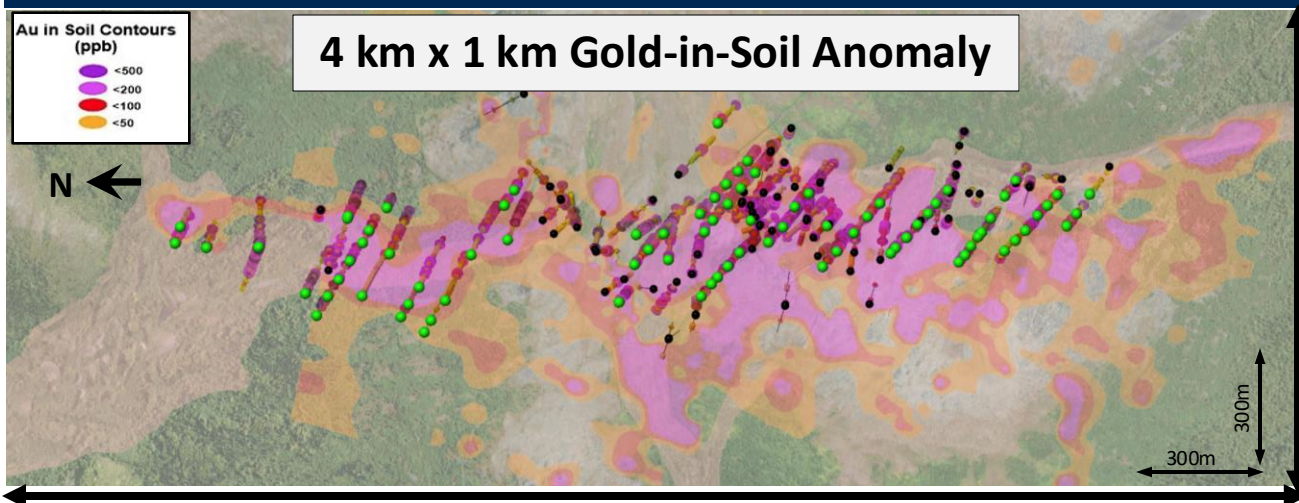 4 km x 1 km Gold-in-Soil Anomaly
Au in Soil Contours
(ppb)
<500
<200
<100
<50
N
300m
300m